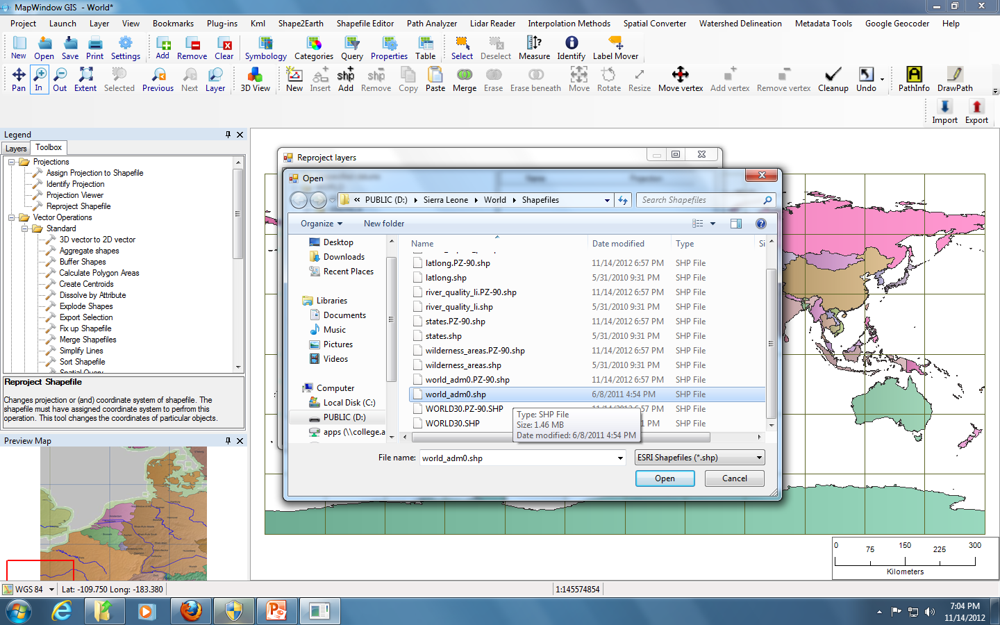 MapWindow GIS - World*
Project Launch Layer View Bookmarks Plug-ins Kml Shape2Earth Shapefile Editor Path Analyzer Lidar Reader Interpolation Methods Spatial Converter Watershed Delineation Metadata Tools Google Geocoder Help
New Open Save Print Settings Add Remove Clear Symbology Categories Query Properties Table Select Deselect Measure Identify Label Mover
Pan In Out Extent Selected Previous Next Layer 3D View New Insert Add Remove Copy Paste Merge Erase Erase beneath Move Rotate Resize Move vertex Add vertex Remove vertex Cleanup Undo PathInfo DrawPath
Import Export
Legend
Layers Toolbox
Projections
Assign Projection to Shapefile
Identify Projection
Projection Viewer
Reproject Shapefile
Vector Operations
Standard
3D vector to 2D vector
Aggregate shapes
Buffer Shapes
Calculate Polygon Areas
Create Centroids
Dissolve by Attribute
Explode Shapes
Export Selection
Fix up Shapefile
Merge Shapefiles
Simplify Lines
Sort Shapefile
Reproject Shapefile
Changes projection or (and) coordinate system of shapefile. The
shapefile must have assigned coordinate system to perfrom this
operation. This tool changes the coordinates of particular objects.
Preview Map
Reproject layers
Open
« PUBLIC (D:) Sierra Leone World Shapefiles
Search Shapefiles
Organize New folder
Desktop
Downloads
Recent Places
Libraries
Documents
Music
Pictures
Videos
Computer
Local Disk (C:)
PUBLIC (D:)
apps (\\college.a
Name Date modified Type Si
latlong.PZ-90.shp 11/14/2012 6:57 PM SHP File
latlong.shp 5/31/2010 9:31 PM SHP File
river_quality_li.PZ-90.shp 11/14/2012 6:57 PM SHP File
river_quality_li.shp 5/31/2010 9:31 PM SHP File
states.PZ-90.shp 11/14/2012 6:57 PM SHP File
states.shp 5/31/2010 9:31 PM SHP File
wilderness_areas.PZ-90.shp 11/14/2012 6:57 PM SHP File
wilderness_areas.shp 5/31/2010 9:31 PM SHP File
world_adm0.PZ-90.shp 11/14/2012 6:57 PM SHP File
world_adm0.shp 6/8/2011 4:54 PM SHP File
WORLD30.PZ-90.SHP SHP File
WORLD30.SHP SHP File
Type: SHP File
Size: 1.46 MB
Date modified: 6/8/2011 4:54 PM
File name: world_adm0.shp ESRI Shapefiles (*.shp)
Open Cancel
0 75 150 225 300
Kilometers
WGS 84 Lat: -109.750 Long: -183.380 1:145574854
7:04 PM
11/14/2012